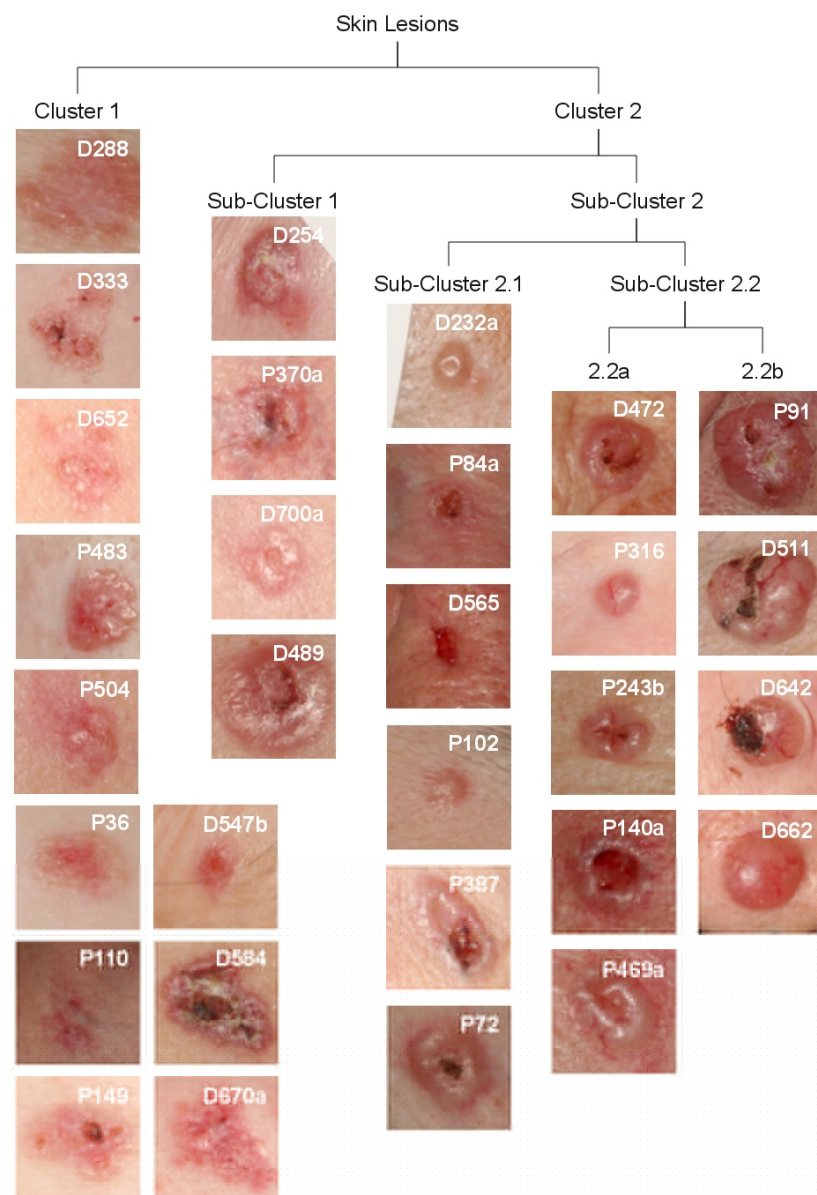 Skin Lesions
Cluster 1
Cluster 2
Sub-Cluster 1
Sub-Cluster 2
Sub-Cluster 2.1
Sub-Cluster 2.2
2.2a
2.2b
D288
D333
D652
P483
P504
P36
D547b
P110
D584
P149
D670a
D254
P370a
D700a
D489
D232a
P84a
D565
P102
P387
P72
D472
P316
P243b
P140a
P469a
P91
D511
D642
D662